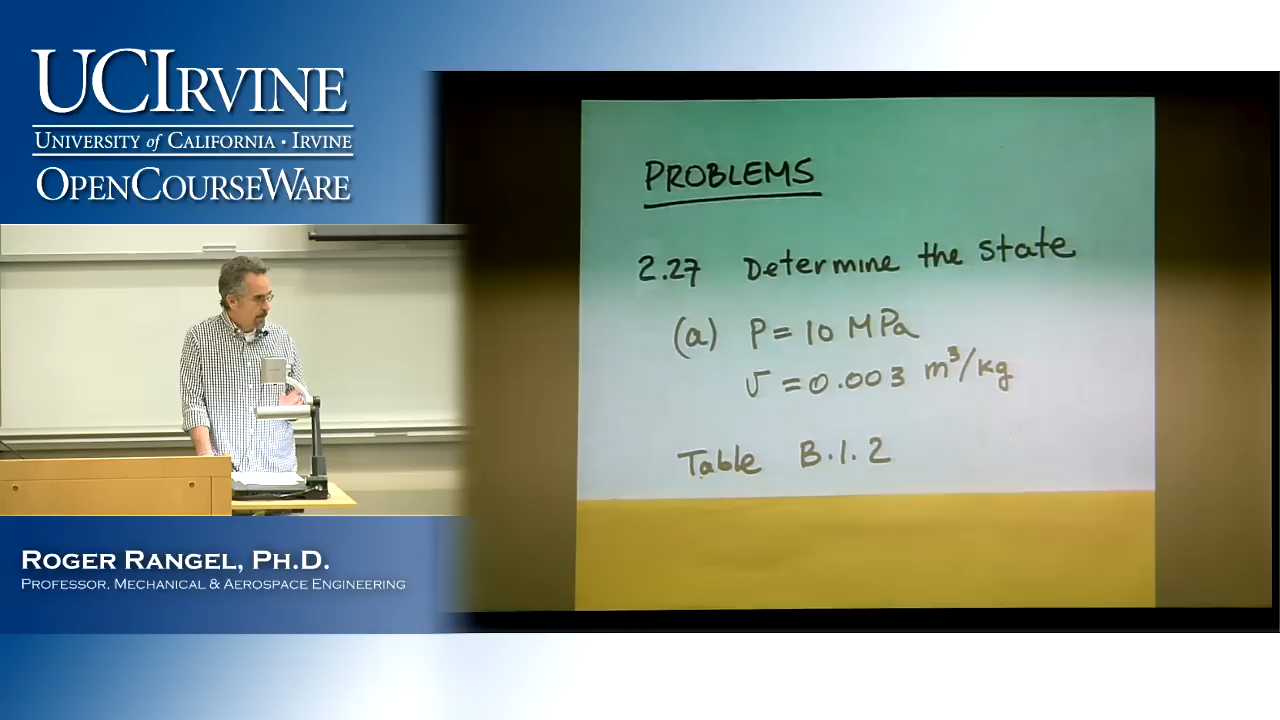 UCIRVINE
UNIVERSITY of CALIFORNIA · IRVINE
OPENCOURSEWARE
ROGER RANGEL, PH.D.
PROFESSOR, MECHANICAL & AEROSPACE ENGINEERING
PROBLEMS
2.27 Determine the state
(a) P = 10 MPa
v = 0.003 m³/kg
Table B.1.2